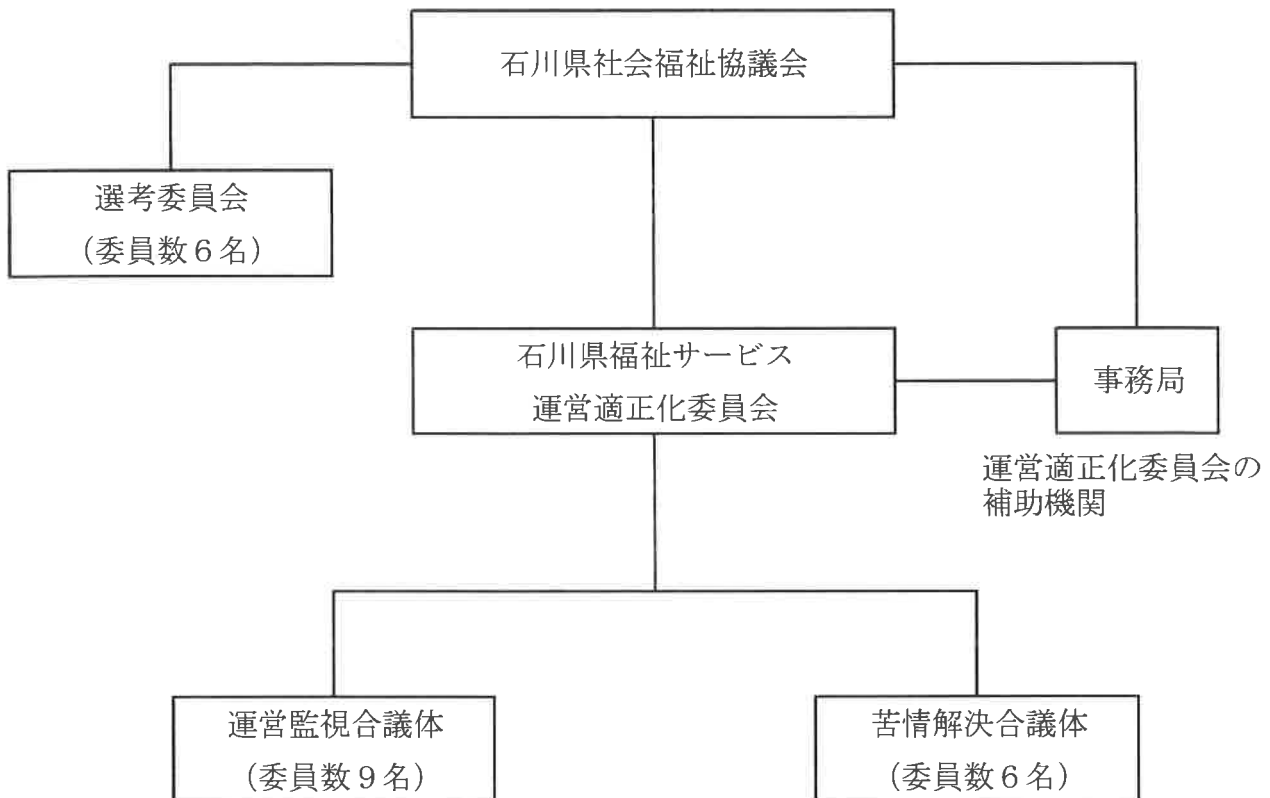 石川県社会福祉協議会
選考委員会
（委員数６名）
石川県福祉サービス
運営適正化委員会
事務局
運営適正化委員会の
補助機関
運営監視合議体
（委員数９名）
苦情解決合議体
（委員数６名）